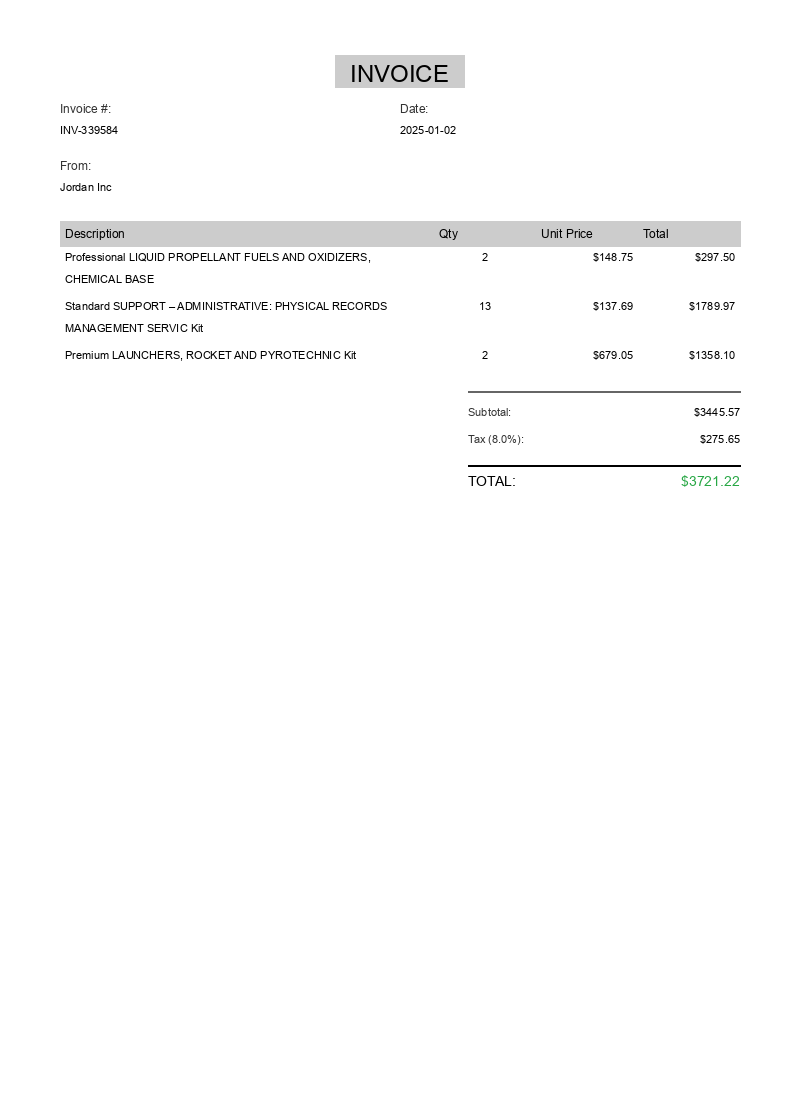 INVOICE
Invoice #: Date:
INV-339584 2025-01-02
From:
Jordan Inc
Description Qty Unit Price Total
Professional LIQUID PROPELLANT FUELS AND OXIDIZERS, 2 $148.75 $297.50
CHEMICAL BASE
Standard SUPPORT – ADMINISTRATIVE: PHYSICAL RECORDS 13 $137.69 $1789.97
MANAGEMENT SERVIC Kit
Premium LAUNCHERS, ROCKET AND PYROTECHNIC Kit 2 $679.05 $1358.10
Subtotal: $3445.57
Tax (8.0%): $275.65
TOTAL: $3721.22